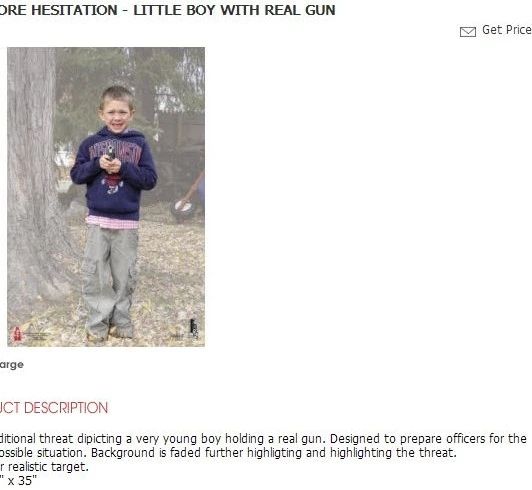 ORE HESITATION - LITTLE BOY WITH REAL GUN
Get Price
arge
UCT DESCRIPTION
ditional threat dipicting a very young boy holding a real gun. Designed to prepare officers for the
ossible situation. Background is faded further highligting and highlighting the threat.
r realistic target.
" x 35"